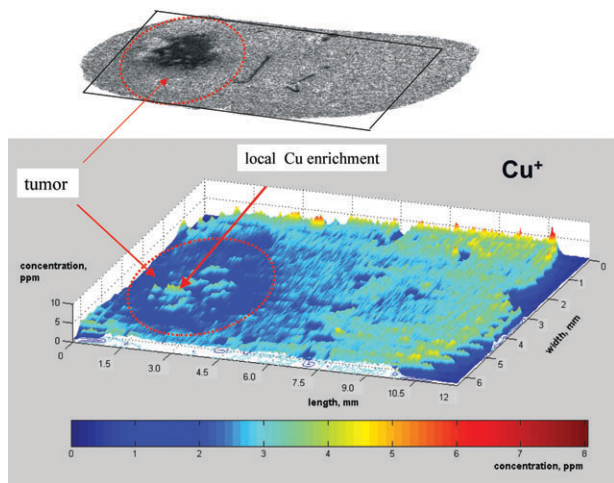 local Cu enrichment
Cu⁺
tumor
concentration,
ppm
10
5
0
0
1.5
3.0
4.5
6.0
7.5
9.0
10.5
12
length, mm
0
1
2
3
4
5
6
width, mm
0 1 2 3 4 5 6 7 8
concentration, ppm